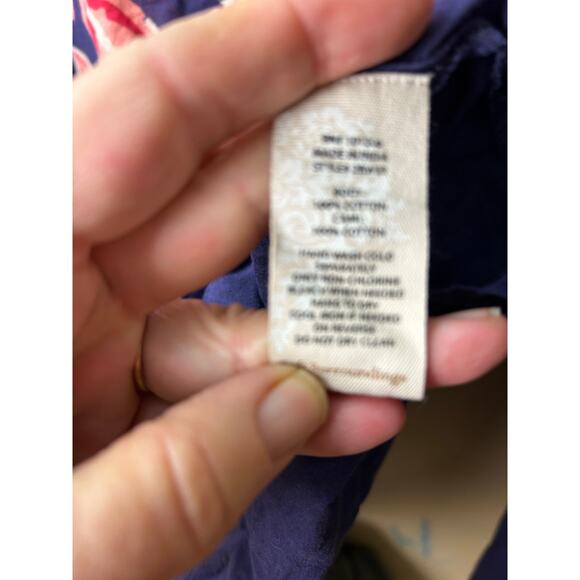 MADE IN INDIA
BODY:
100% COTTON
100% COTTON
HAND WASH COLD
SEPARATELY
ONLY NON-CHLORINE
BLEACH WHEN NEEDED
HANG TO DRY
COOL IRON IF NEEDED
ON REVERSE
DO NOT DRY CLEAN
Surroundings